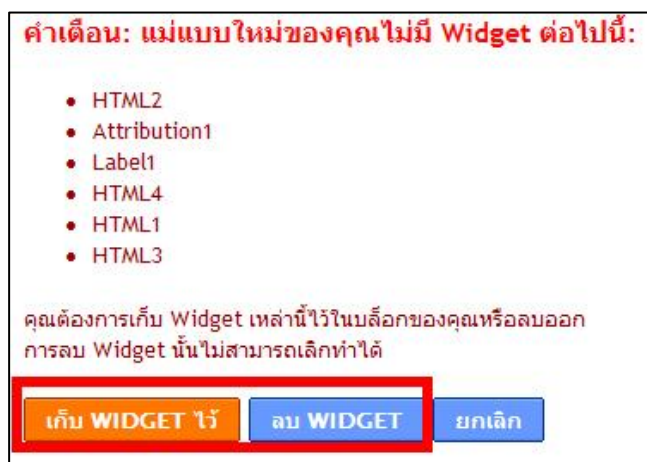 คำเตือน: แม่แบบใหม่ของคุณไม่มี Widget ต่อไปนี้:
HTML2
Attribution1
Label1
HTML4
HTML1
HTML3
คุณต้องการเก็บ Widget เหล่านี้ไว้ในบล็อกของคุณหรือลบออก
การลบ Widget นั้นไม่สามารถเลิกทำได้
เก็บ WIDGET ไว้ ลบ WIDGET ยกเลิก